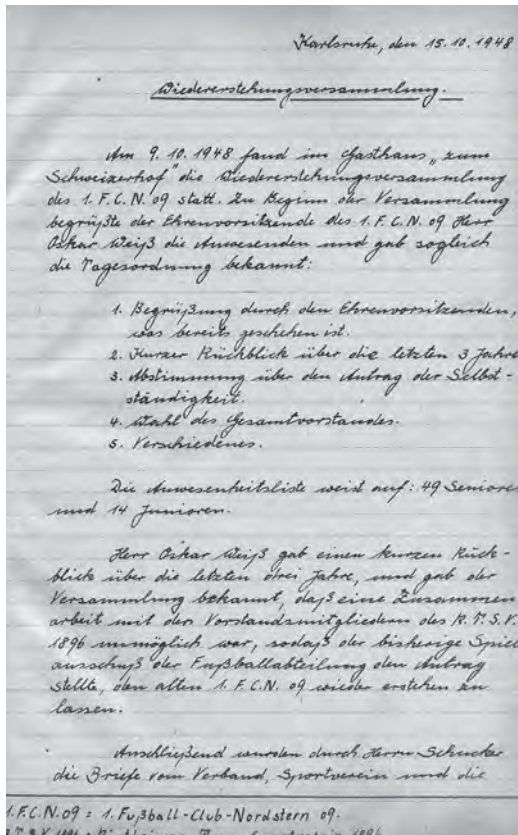 Karlsruhe, den 15.10.1948
Wiedererstehungsversammlung.
Am 9.10.1948 fand im Gasthaus „zum
Schweizerhof" die Wiedererstehungsversammlung
des 1. F.C.N. 09 statt. Zu Beginn der Versammlung
begrüßte der Ehrenvorsitzende des 1. F.C.N. 09 Herr
Oskar Weiß die Anwesenden und gab sogleich
die Tagesordnung bekannt:
1. Begrüßung durch den Ehrenvorsitzenden,
was bereits geschehen ist.
2. Kurzer Rückblick über die letzten 3 Jahre
3. Abstimmung über den Antrag der Selbst-
ständigkeit.
4. Wahl des Gesamtvorstandes.
5. Verschiedenes.
Die Anwesenheitsliste weist auf: 49 Senioren
und 14 Junioren.
Herr Oskar Weiß gab einen kurzen Rück-
blick über die letzten drei Jahre, und gab der
Versammlung bekannt, daß eine Zusammen
arbeit mit den Vorstandsmitgliedern des R.T.S.V.
1896 unmöglich war, sodaß der bisherige Spiel
ausschuß der Fußballabteilung den Antrag
stellte, den alten 1. F.C.N. 09 wieder erstehen zu
lassen.
Anschließend wurden durch Herrn Schucker
die Briefe vom Verband, Sportverein und die
1.F.C.N.09 = 1. Fußball-Club-Nordstern 09.